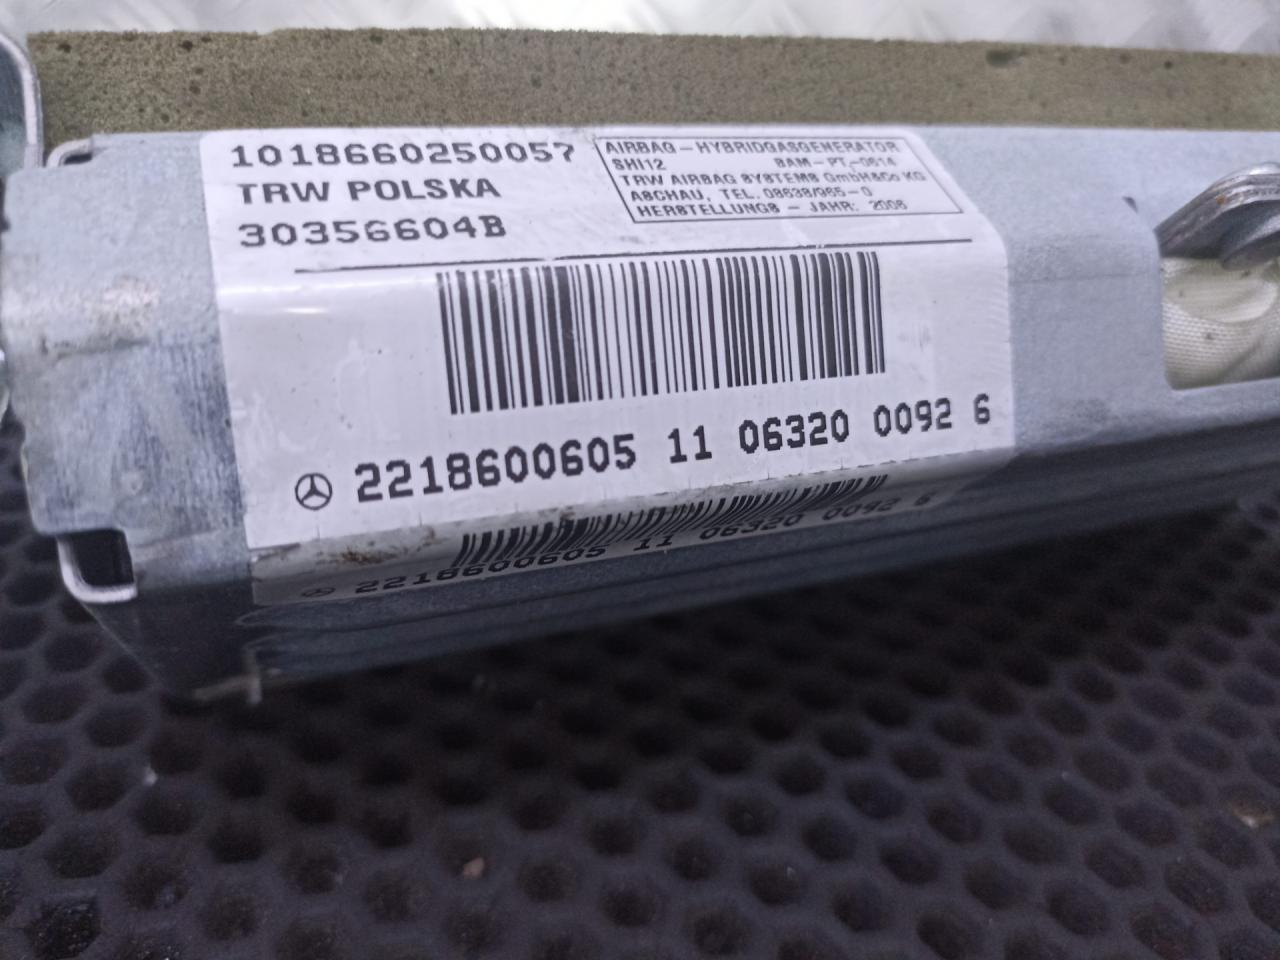 1018660250057
TRW POLSKA
30356604B
AIRBAG-HYBRIDGASGENERATOR
SHI12 BAM-PT-0614
TRW AIRBAG SYSTEMS GmbH&Co KG
ASCHAU, TEL. 08638/965-0
HERSTELLUNGS - JAHR: 2006
2218600605 11 06320 0092 6
2218600605 11 06320 0092 6